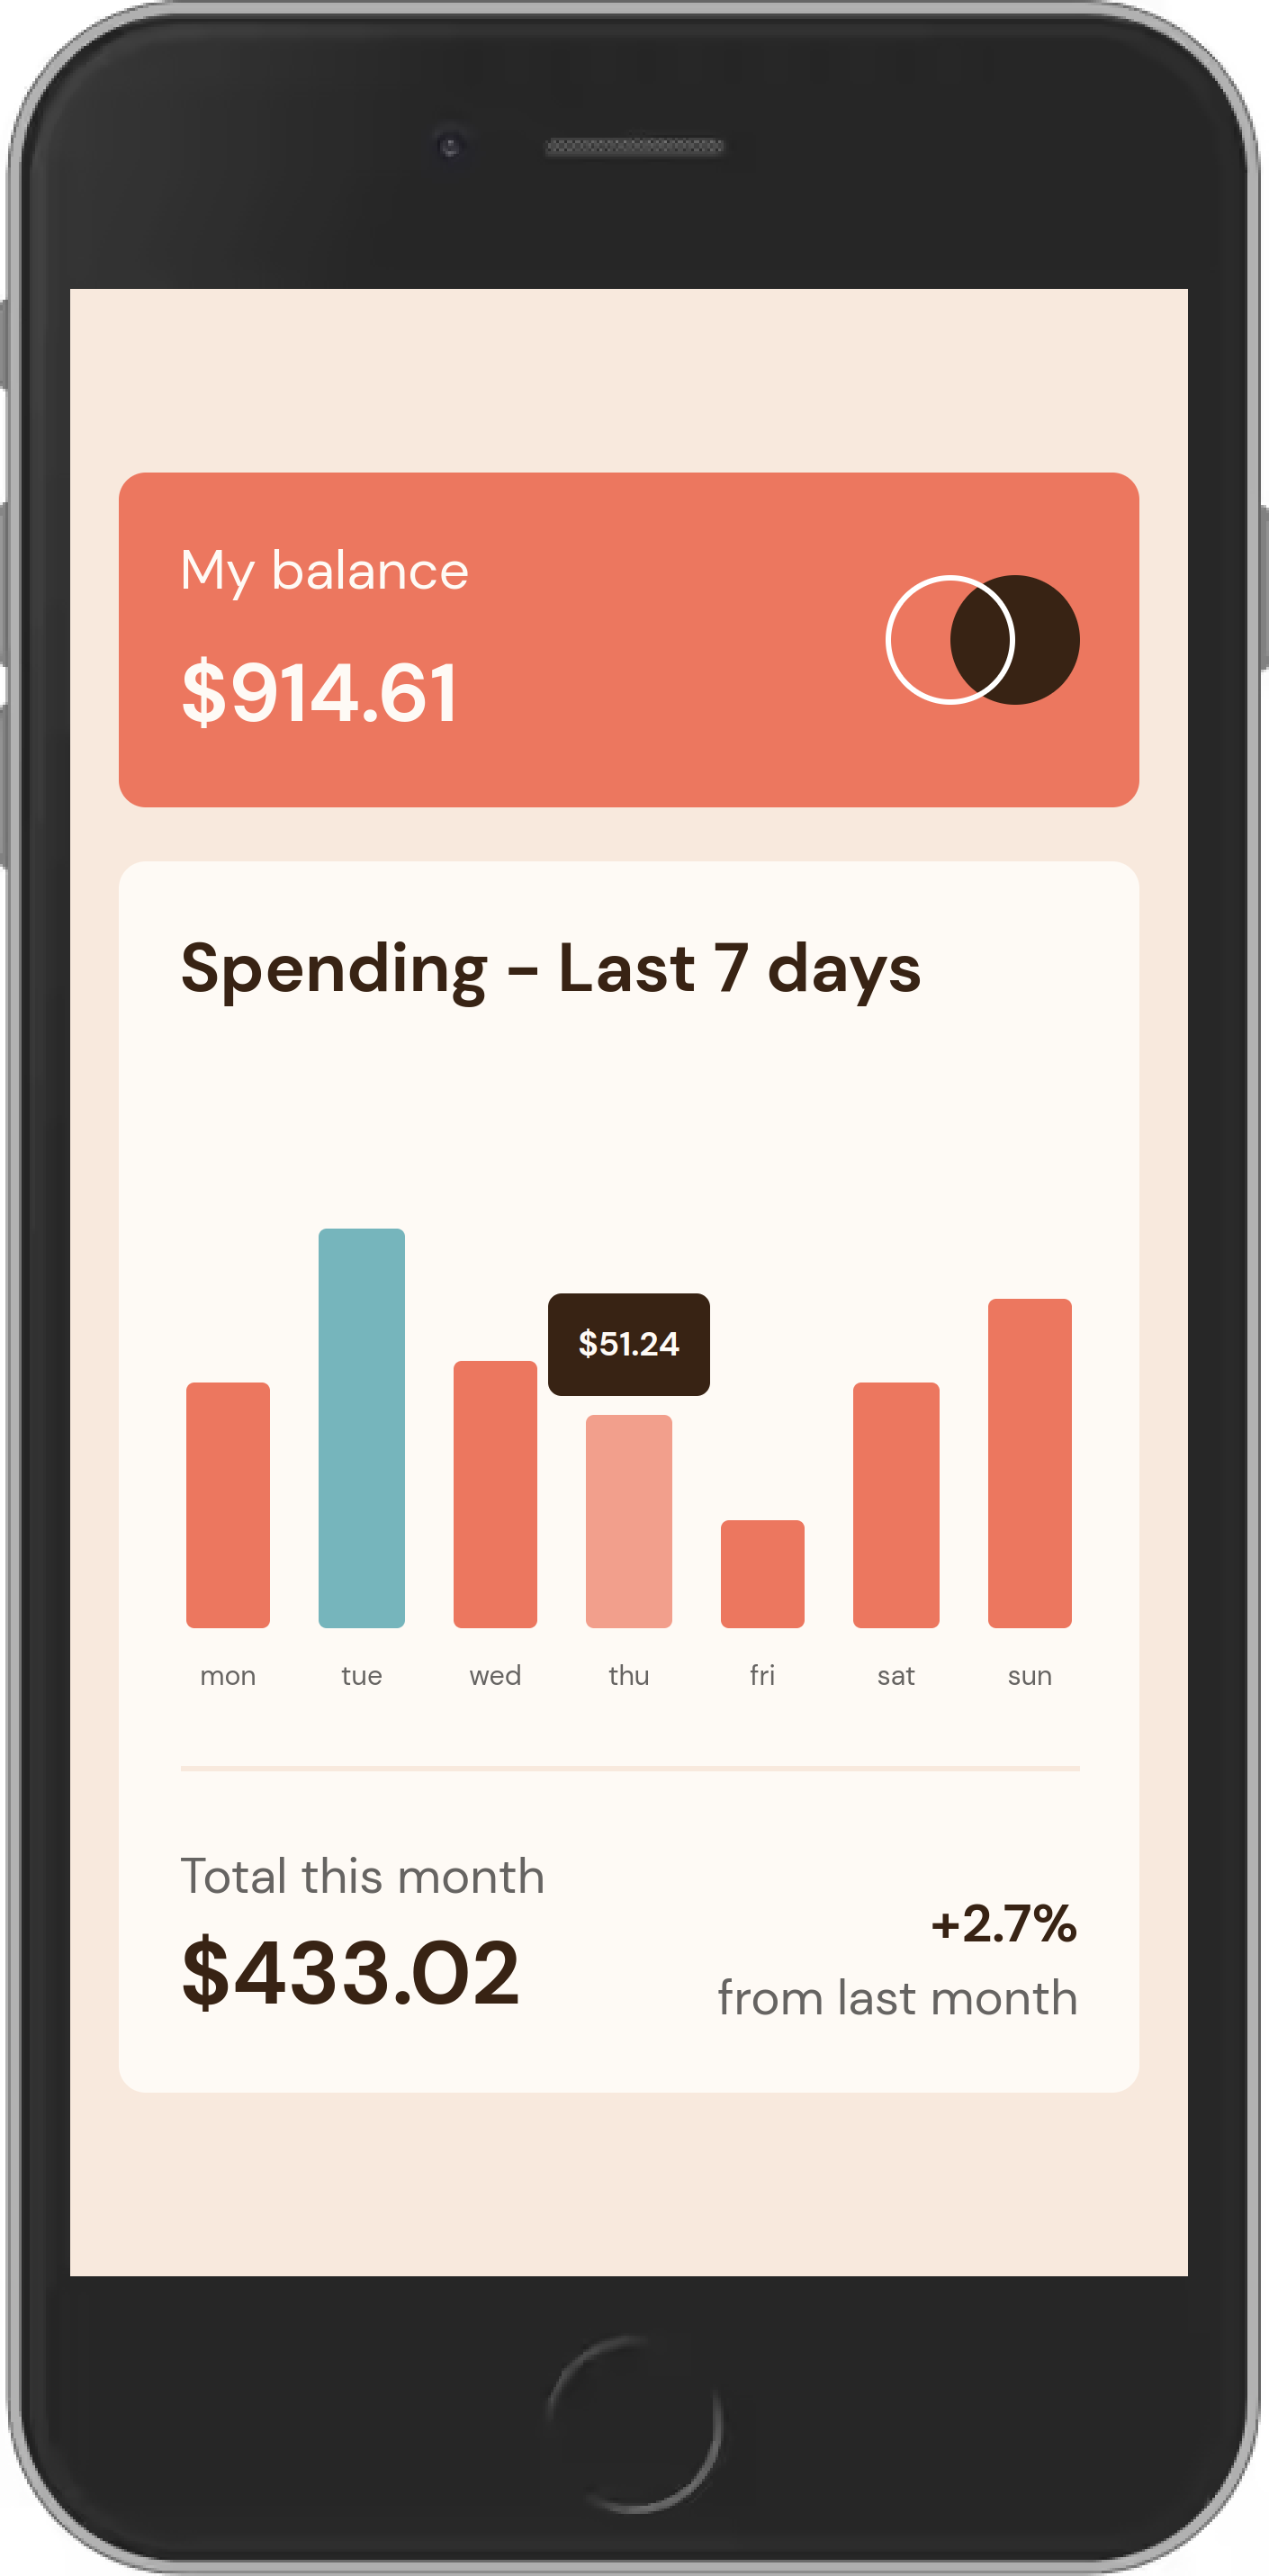 My balance
$914.61
Spending - Last 7 days
$51.24
mon tue wed thu fri sat sun
Total this month
$433.02
+2.7%
from last month